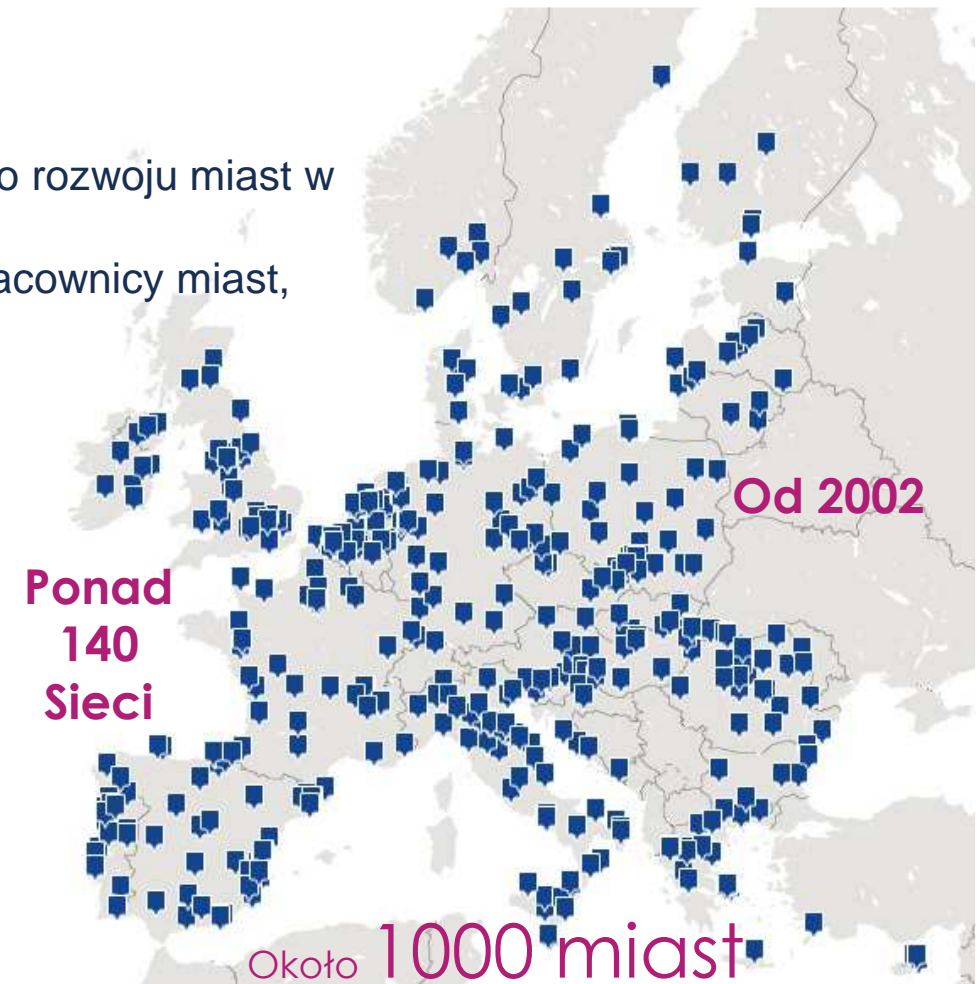 o rozwoju miast w
acownicy miast,
Od 2002
Ponad
140
Sieci
Około 1000 miast